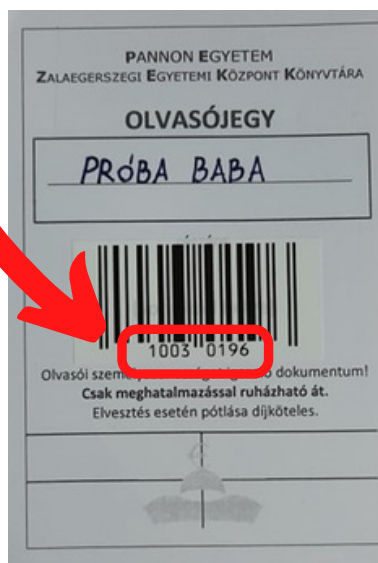 PANNON EGYETEM
ZALAEGERSZEGI EGYETEMI KÖZPONT KÖNYVTÁRA
OLVASÓJEGY
PRÓBA BABA
1003 0196
Olvasói dokumentum!
Csak meghatalmazással ruházható át.
Elvesztés esetén pótlása díjköteles.